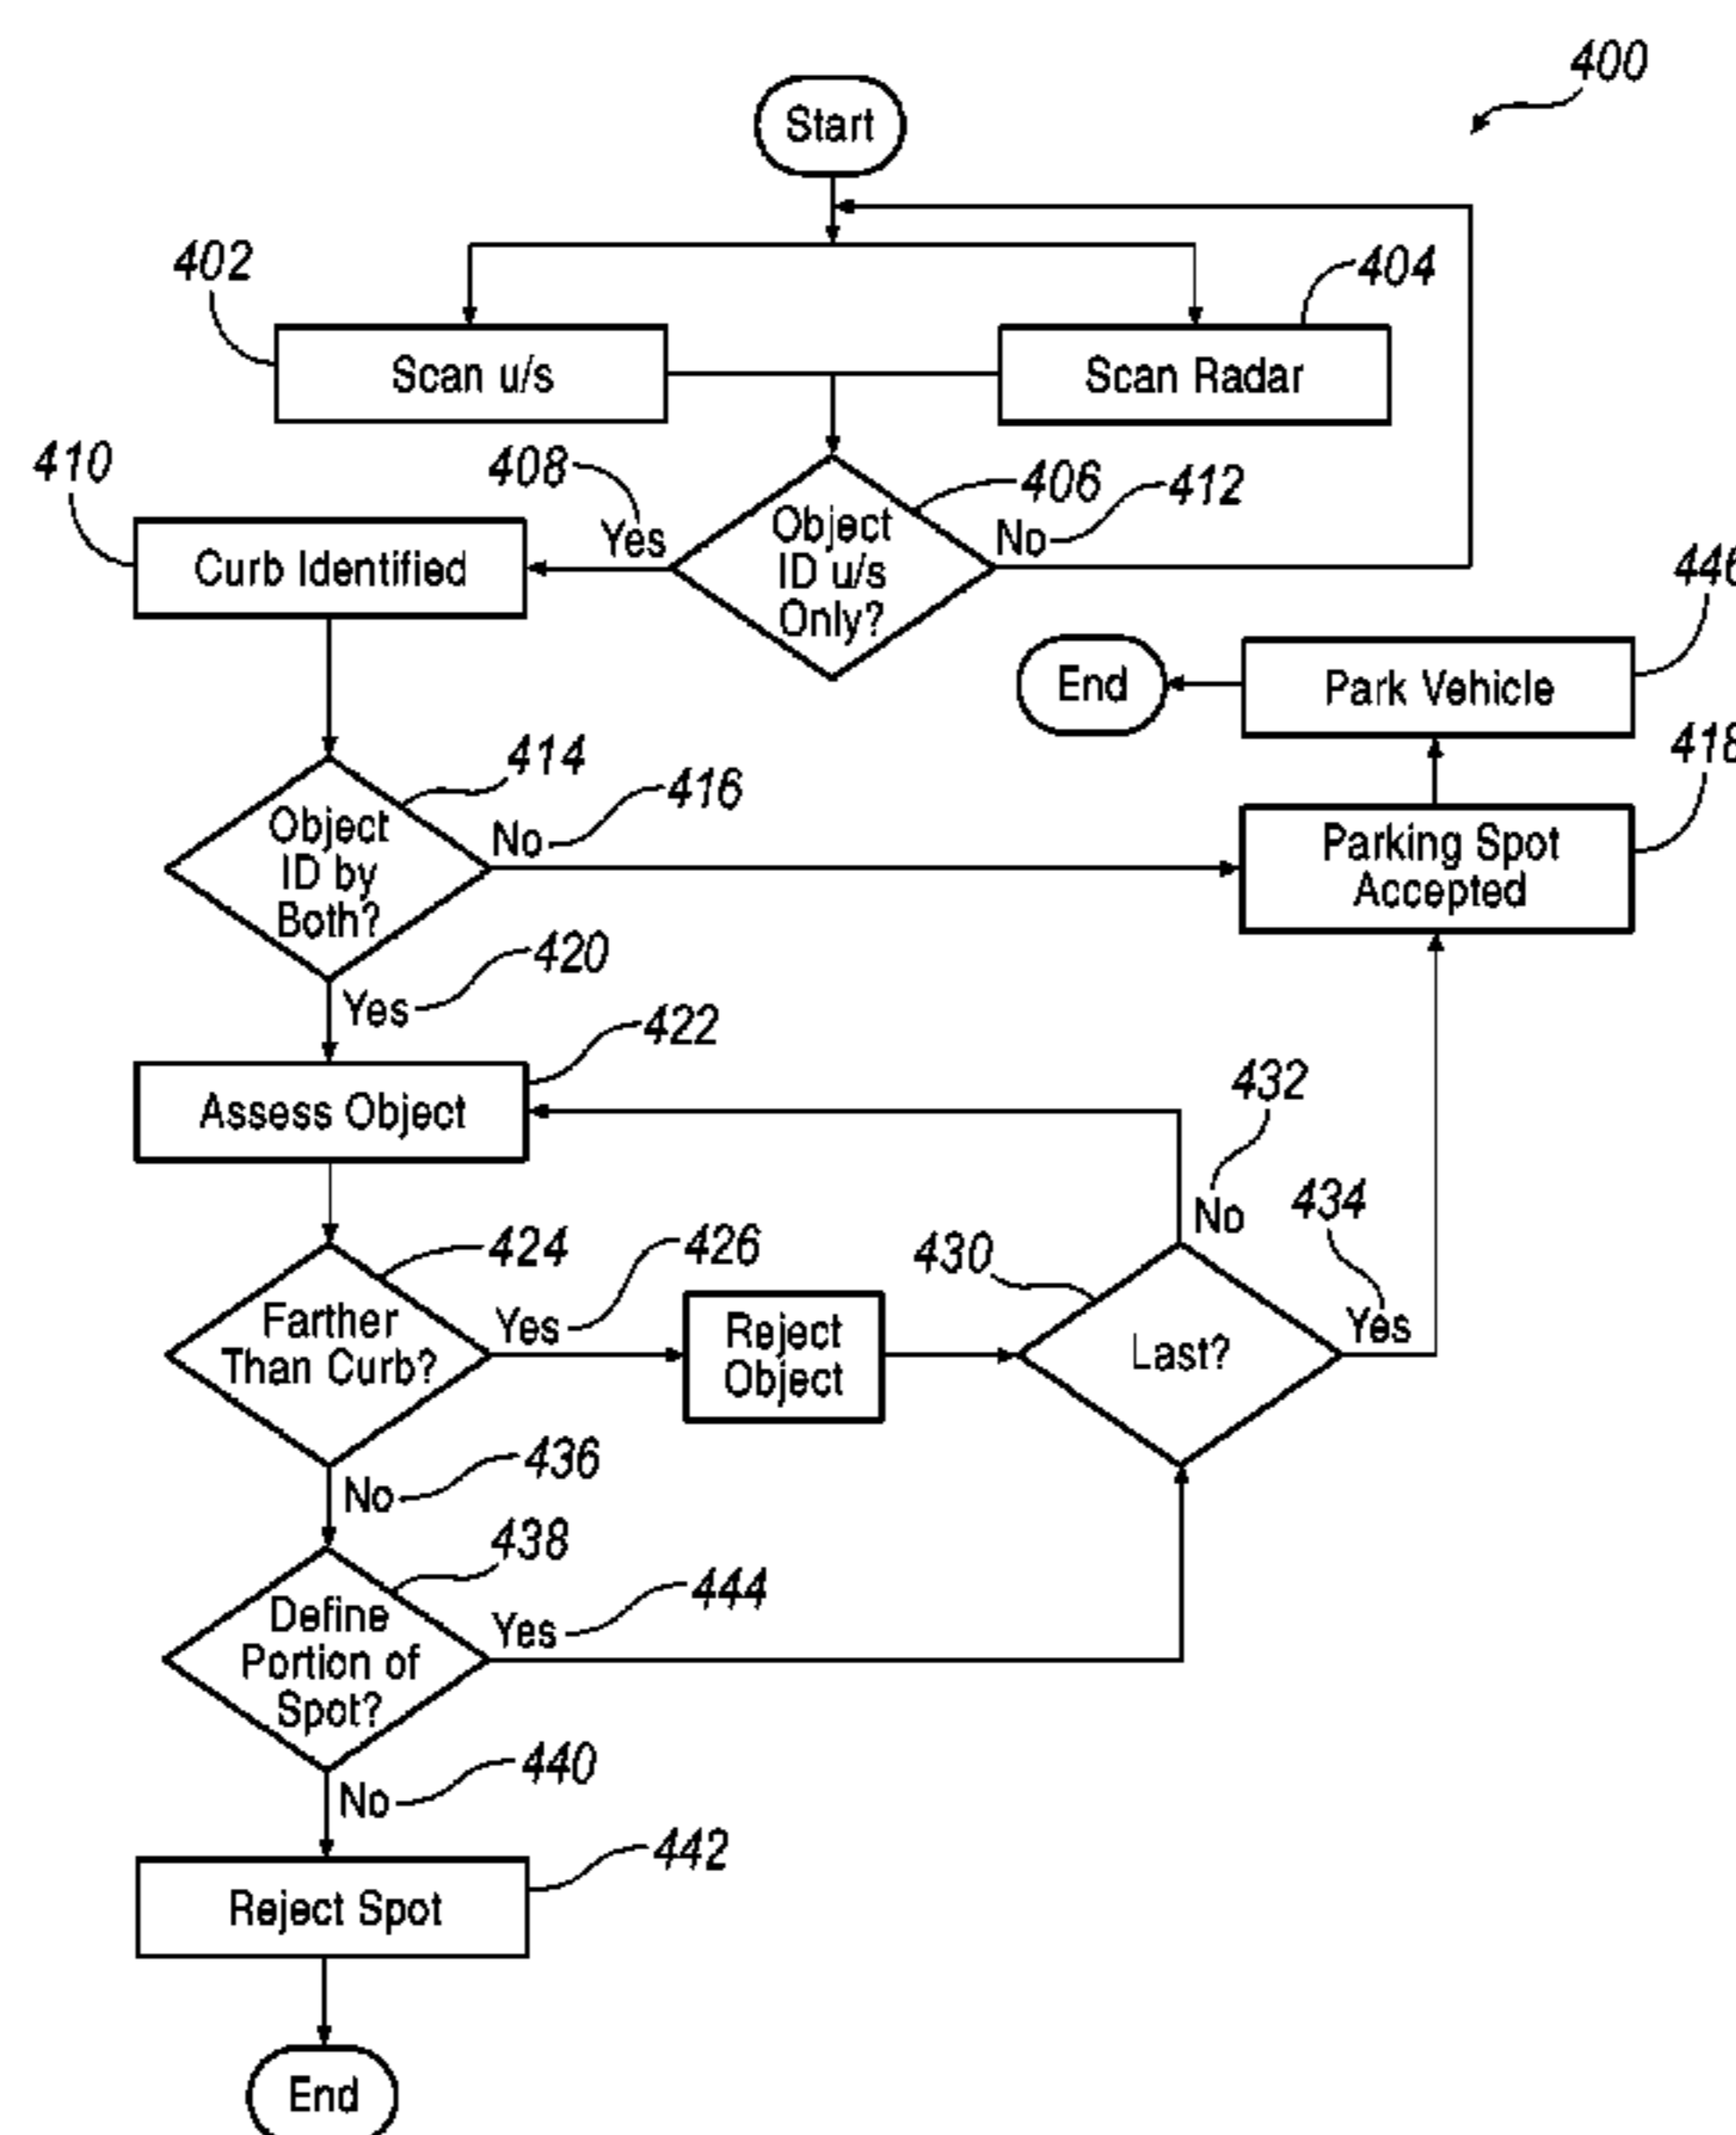 400
Start
402
404
Scan u/s
Scan Radar
410
408
406
412
Yes
Object
ID u/s
Only?
No
Curb Identified
446
End
Park Vehicle
418
414
416
Object
ID by
Both?
No
Parking Spot
Accepted
420
Yes
422
Assess Object
432
No
434
424
426
430
Farther
Than Curb?
Yes
Reject
Object
Last?
Yes
436
No
438
444
Define
Portion of
Spot?
Yes
440
No
442
Reject Spot
End